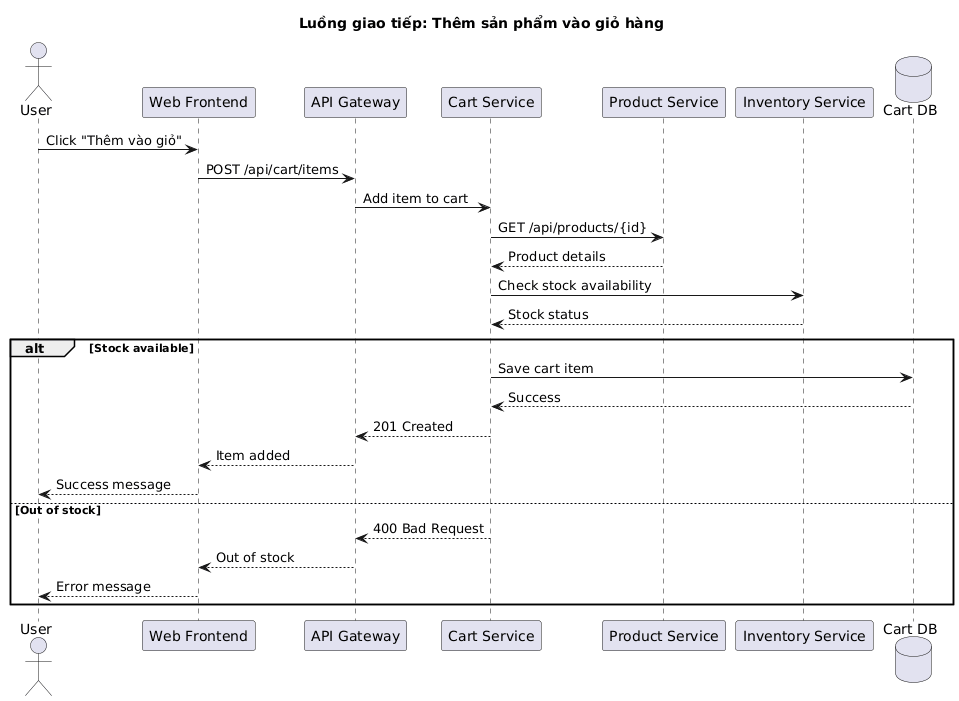 Luồng giao tiếp: Thêm sản phẩm vào giỏ hàng
User
Web Frontend
API Gateway
Cart Service
Product Service
Inventory Service
Cart DB
Click "Thêm vào giỏ"
POST /api/cart/items
Add item to cart
GET /api/products/{id}
Product details
Check stock availability
Stock status
alt
[Stock available]
Save cart item
Success
201 Created
Item added
Success message
[Out of stock]
400 Bad Request
Out of stock
Error message
User
Web Frontend
API Gateway
Cart Service
Product Service
Inventory Service
Cart DB